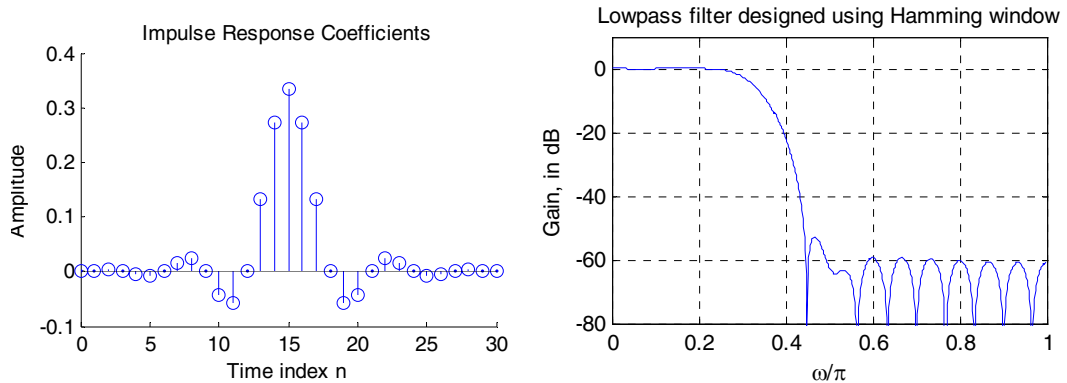 Impulse Response Coefficients
0.4
0.3
0.2
0.1
0
-0.1
Amplitude
0 5 10 15 20 25 30
Time index n
Lowpass filter designed using Hamming window
0
-20
-40
-60
-80
Gain, in dB
0 0.2 0.4 0.6 0.8 1
ω/π